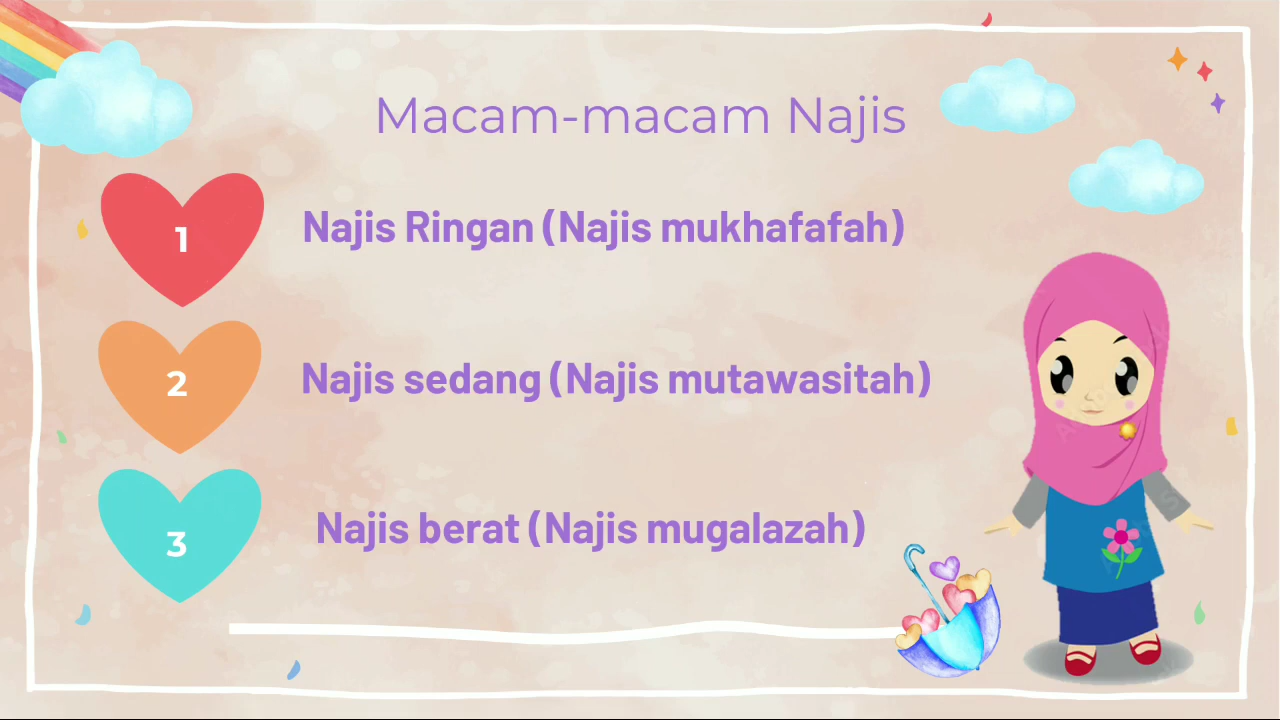 Macam-macam Najis
1
Najis Ringan (Najis mukhafafah)
2
Najis sedang (Najis mutawasitah)
3
Najis berat (Najis mugalazah)